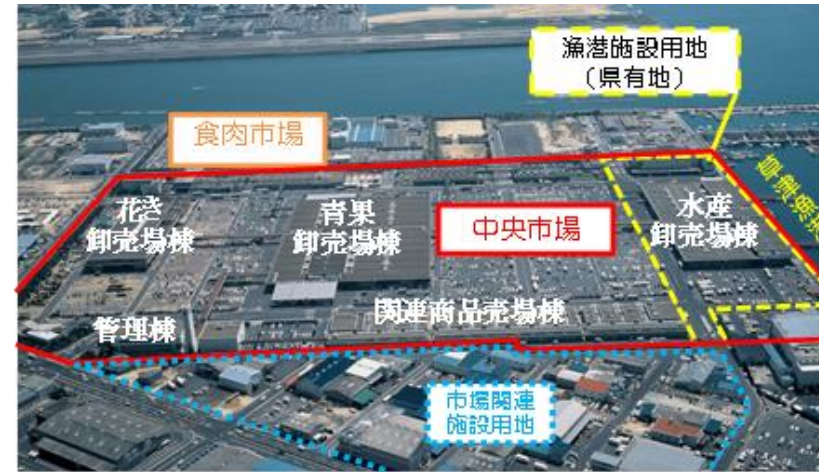 漁港施設用地
（県有地）
食肉市場
草津漁港
花き
卸売場棟
青果
卸売場棟
中央市場
水産
卸売場棟
管理棟
関連商品売場棟
市場関連
施設用地